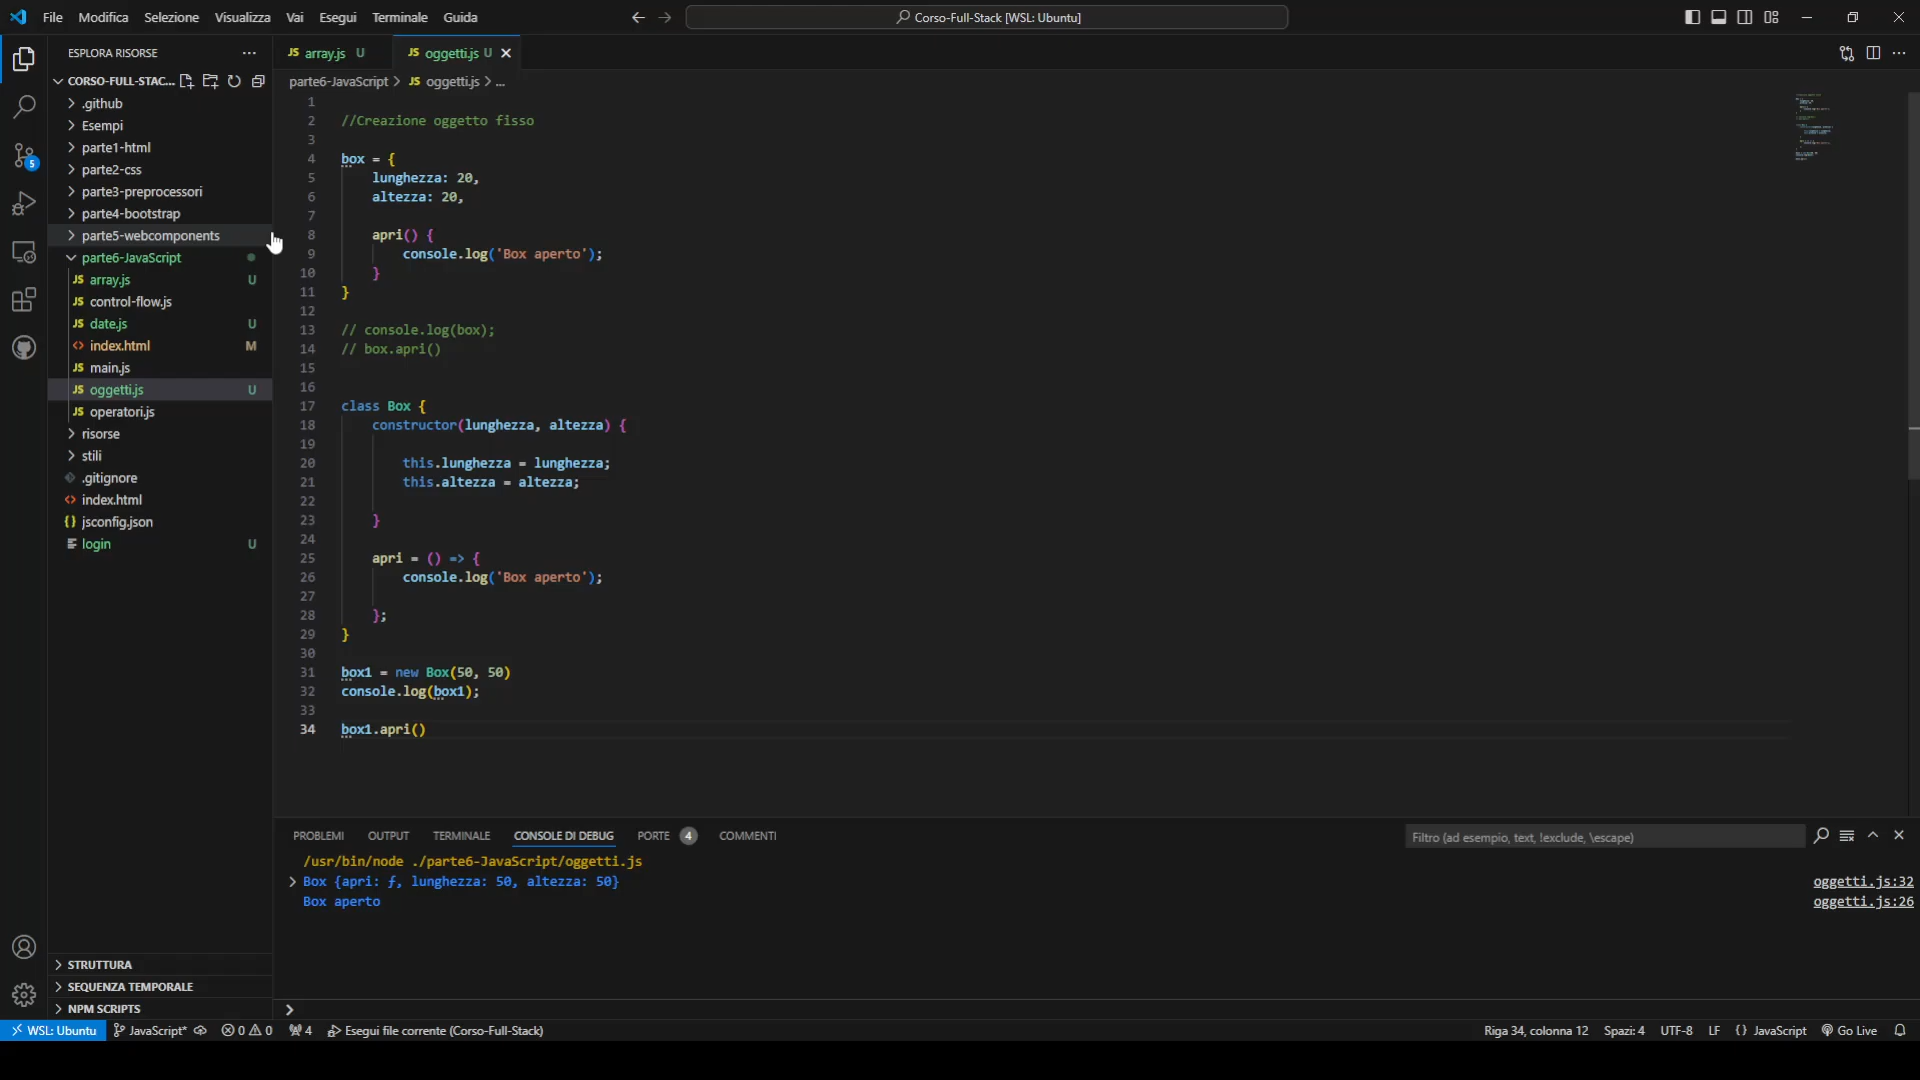 File Modifica Selezione Visualizza Vai Esegui Terminale Guida
Corso-Full-Stack [WSL: Ubuntu]
ESPLORA RISORSE
CORSO-FULL-STAC...
.github
Esempi
parte1-html
parte2-css
parte3-preprocessori
parte4-bootstrap
parte5-webcomponents
parte6-JavaScript
JS array.js U
JS control-flow.js
JS date.js U
<> index.html M
JS main.js
JS oggetti.js U
JS operatori.js
risorse
stili
.gitignore
<> index.html
{} jsconfig.json
login U
STRUTTURA
SEQUENZA TEMPORALE
NPM SCRIPTS
5
JS array.js U JS oggetti.js U
parte6-JavaScript > JS oggetti.js > ...
1
2 //Creazione oggetto fisso
3
4 box = {
5 lunghezza: 20,
6 altezza: 20,
7
8 apri() {
9 console.log('Box aperto');
10 }
11 }
12
13 // console.log(box);
14 // box.apri()
15
16
17 class Box {
18 constructor(lunghezza, altezza) {
19
20 this.lunghezza = lunghezza;
21 this.altezza = altezza;
22
23 }
24
25 apri = () => {
26 console.log('Box aperto');
27
28 };
29 }
30
31 box1 = new Box(50, 50)
32 console.log(box1);
33
34 box1.apri()
PROBLEMI OUTPUT TERMINALE CONSOLE DI DEBUG PORTE 4 COMMENTI
Filtro (ad esempio, text, !exclude, \escape)
/usr/bin/node ./parte6-JavaScript/oggetti.js
> Box {apri: ƒ, lunghezza: 50, altezza: 50} oggetti.js:32
Box aperto oggetti.js:26
WSL: Ubuntu JavaScript* 0 0 4 Esegui file corrente (Corso-Full-Stack) Riga 34, colonna 12 Spazi: 4 UTF-8 LF {} JavaScript Go Live